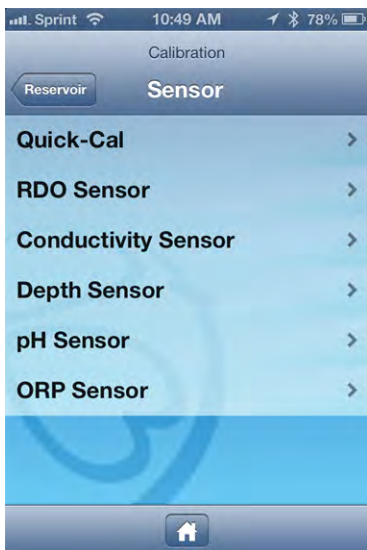 Sprint 10:49 AM 78%
Calibration
Reservoir Sensor
Quick-Cal
RDO Sensor
Conductivity Sensor
Depth Sensor
pH Sensor
ORP Sensor